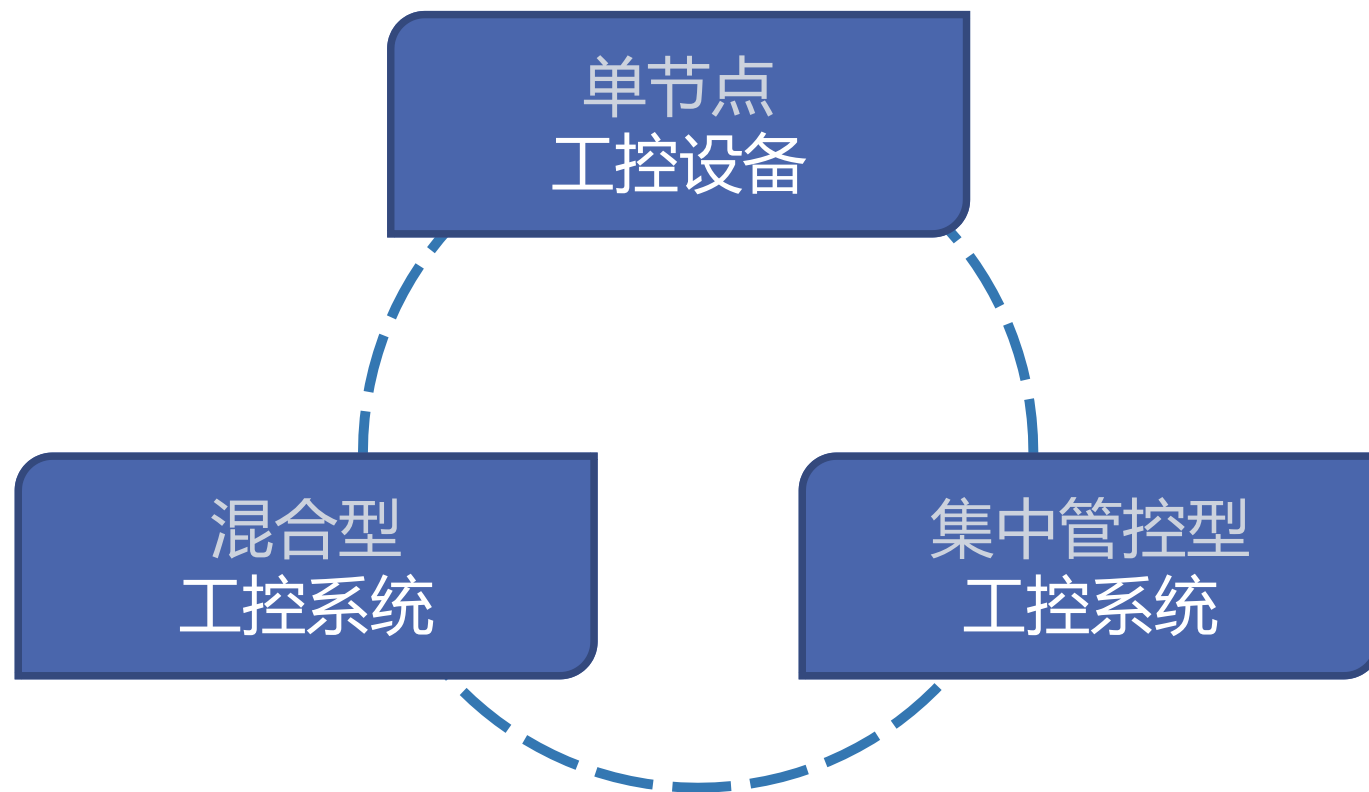 单节点
工控设备
混合型
工控系统
集中管控型
工控系统